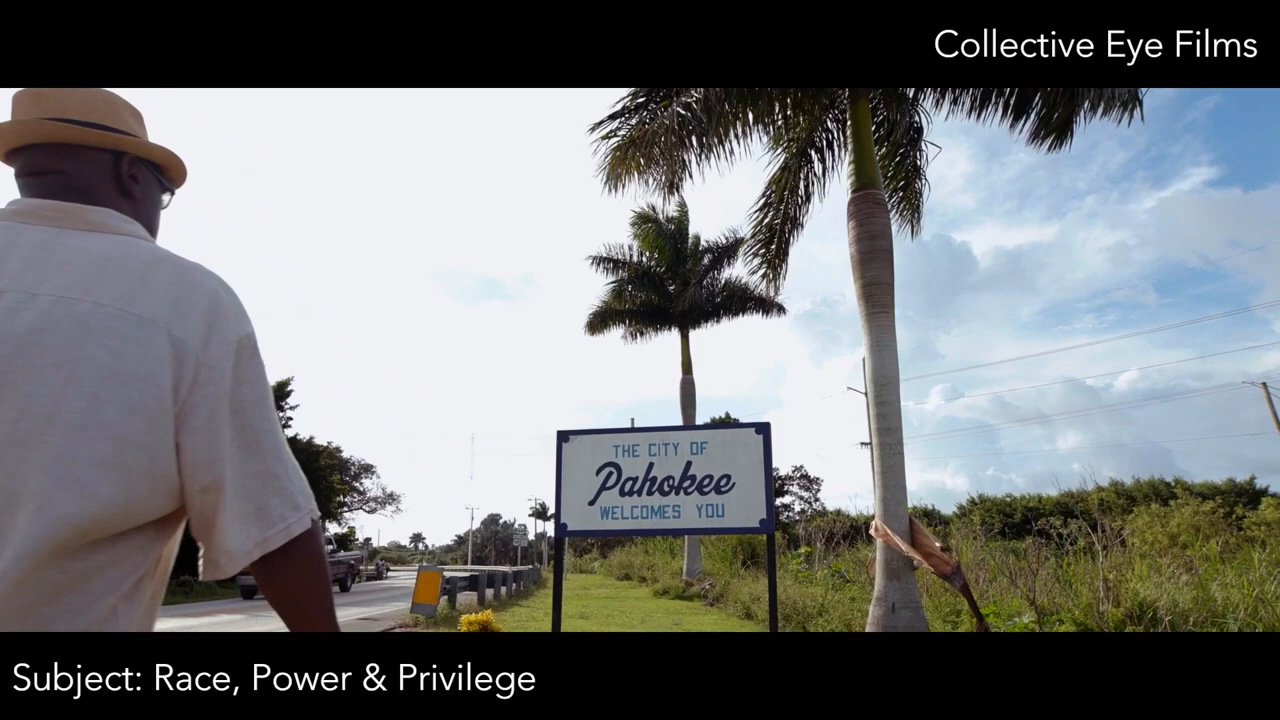 Collective Eye Films
THE CITY OF
Pahokee
WELCOMES YOU
Subject: Race, Power & Privilege